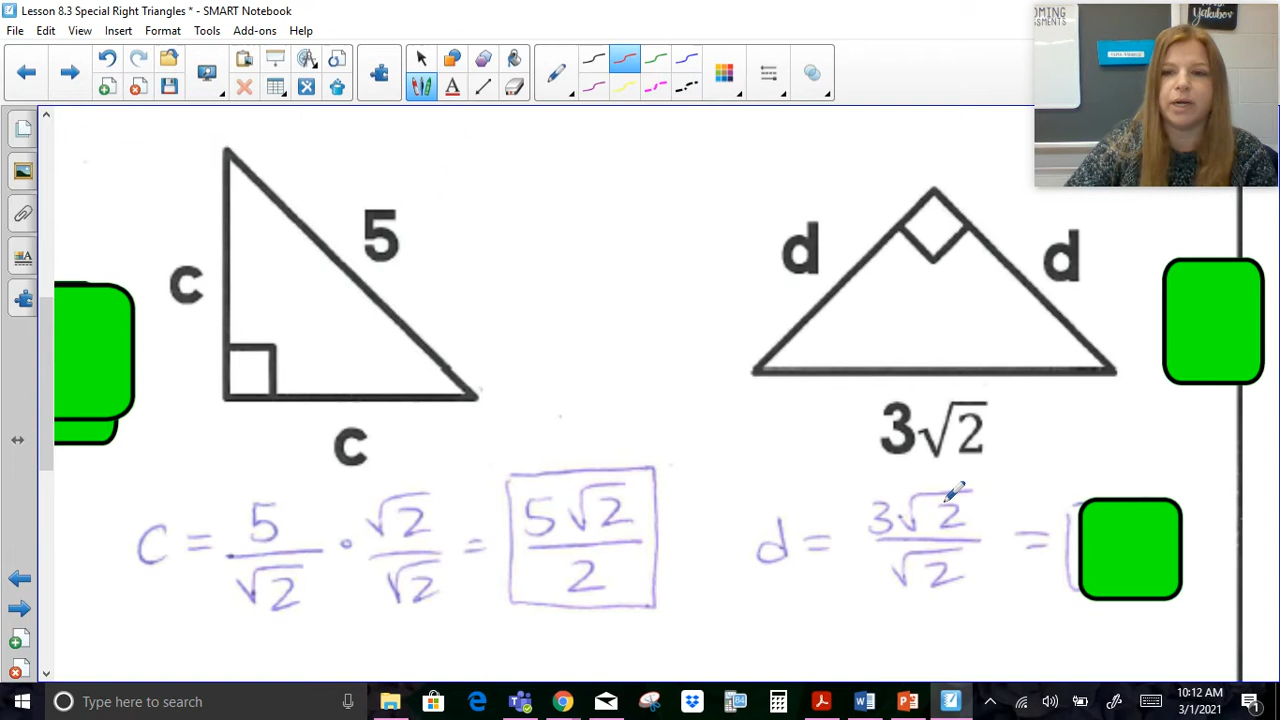 Lesson 8.3 Special Right Triangles * - SMART Notebook
File Edit View Insert Format Tools Add-ons Help
Yakubov
c
5
c
d
d
3√2
C = 5/√2 · √2/√2 = 5√2/2
d = 3√2/√2 =
Type here to search
10:12 AM
3/1/2021